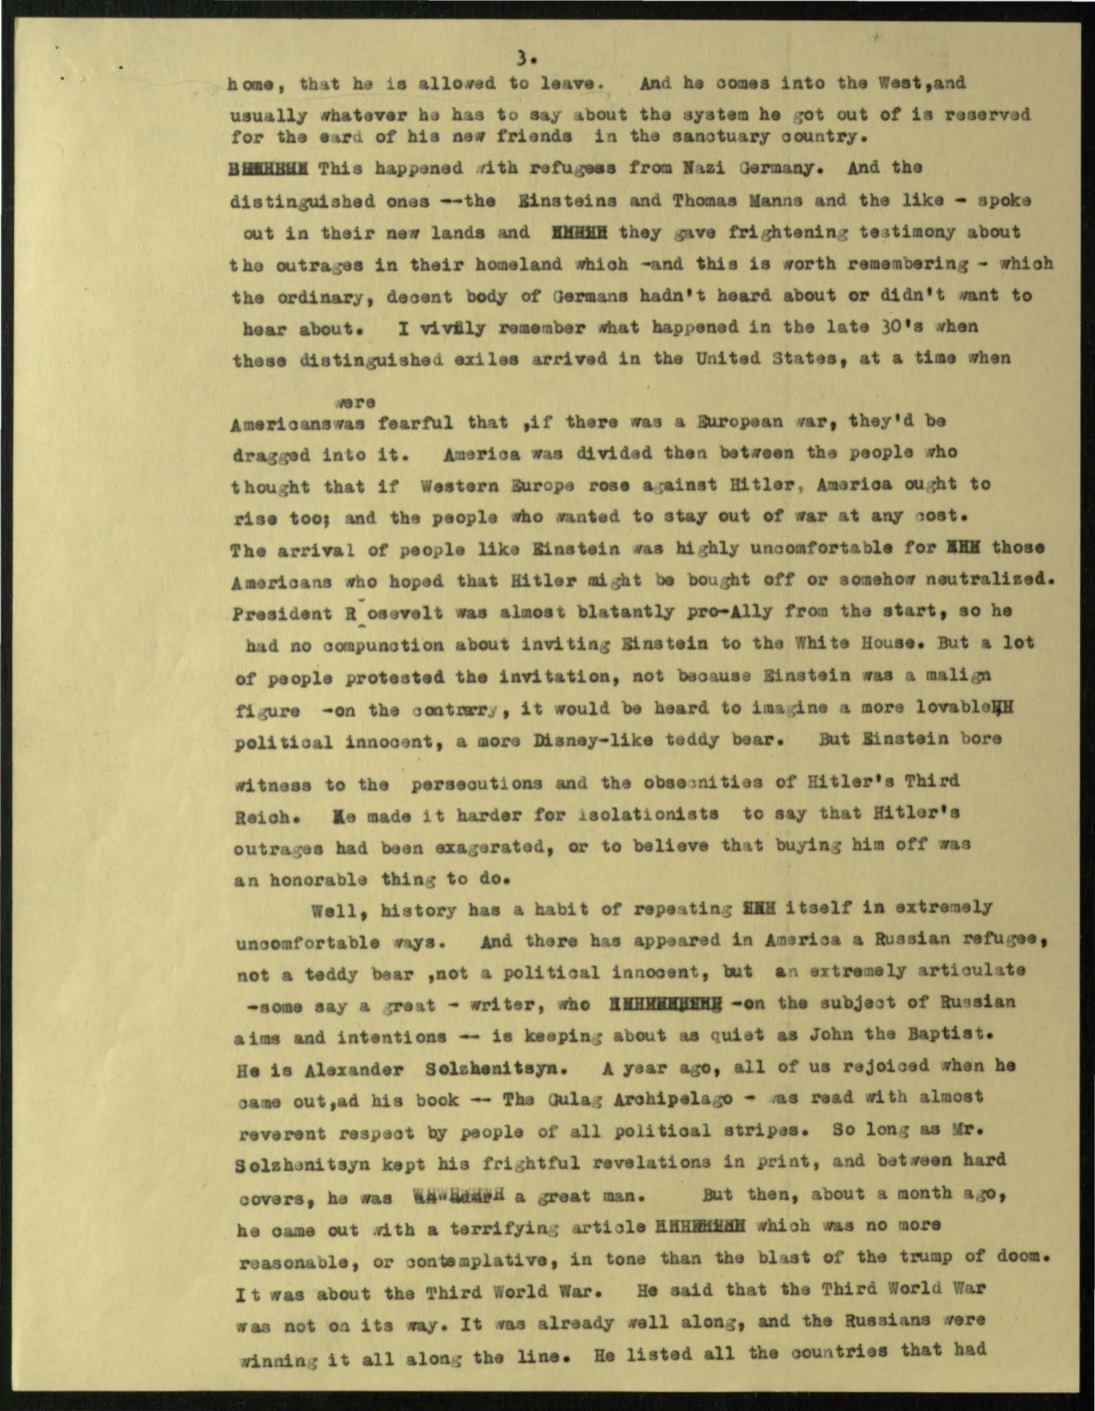 3.
home, that he is allowed to leave. And he comes into the West,and
usually whatever he has to say about the system he got out of is reserved
for the eard of his new friends in the sanctuary country.
This happened with refugess from Nazi Germany. And the
distinguished ones --the Einsteins and Thomas Manns and the like - spoke
out in their new lands and they gave frightening testimony about
the outrages in their homeland which -and this is worth remembering - which
the ordinary, decent body of Germans hadn't heard about or didn't want to
hear about. I vivily remember what happened in the late 30's when
these distinguished exiles arrived in the United States, at a time when
were
Americanswas fearful that ,if there was a European war, they'd be
dragged into it. America was divided then between the people who
thought that if Western Europe rose against Hitler, America ought to
rise too; and the people who wanted to stay out of war at any cost.
The arrival of people like Einstein was highly uncomfortable for those
Americans who hoped that Hitler might be bought off or somehow neutralized.
President Roosevelt was almost blatantly pro-Ally from the start, so he
had no compunction about inviting Einstein to the White House. But a lot
of people protested the invitation, not because Einstein was a malign
figure -on the contrary, it would be heard to imagine a more lovable
political innocent, a more Disney-like teddy bear. But Einstein bore
witness to the persecutions and the obsecnities of Hitler's Third
Reich. He made it harder for isolationists to say that Hitler's
outrages had been exagerated, or to believe that buying him off was
an honorable thing to do.
Well, history has a habit of repeating itself in extremely
uncomfortable ways. And there has appeared in America a Russian refugee,
not a teddy bear ,not a political innocent, but an extremely articulate
-some say a great - writer, who -on the subject of Russian
aims and intentions -- is keeping about as quiet as John the Baptist.
He is Alexander Solzhenitsyn. A year ago, all of us rejoiced when he
came out,ad his book -- The Gulag Archipelago - was read with almost
reverent respect by people of all political stripes. So long as Mr.
Solzhenitsyn kept his frightful revelations in print, and between hard
covers, he was a great man. But then, about a month ago,
he came out with a terrifying article which was no more
reasonable, or contemplative, in tone than the blast of the trump of doom.
It was about the Third World War. He said that the Third World War
was not on its way. It was already well along, and the Russians were
winning it all along the line. He listed all the countries that had